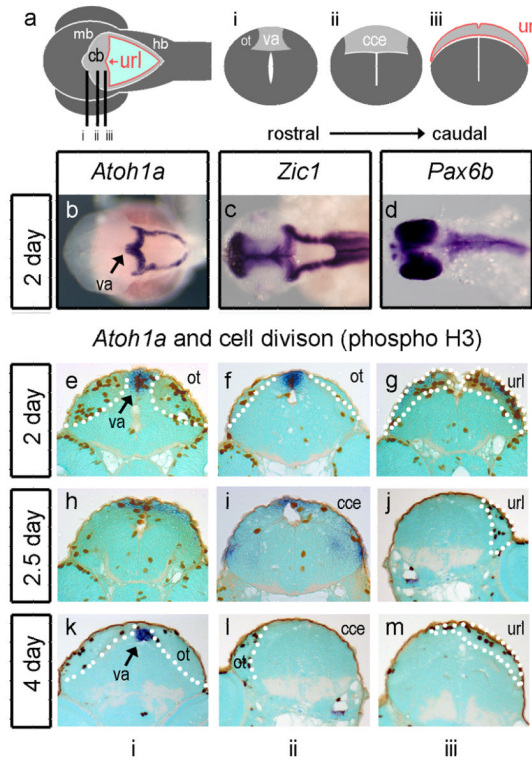 a
mb
hb
cb
url
i
ii
iii
i
ot
va
ii
cce
iii
rostral
caudal
Atoh1a
Zic1
Pax6b
2 day
b
va
c
d
Atoh1a and cell divison (phospho H3)
2 day
e
ot
va
f
ot
g
url
2.5 day
h
i
cce
j
url
4 day
k
ot
va
l
cce
ot
m
url
i
ii
iii